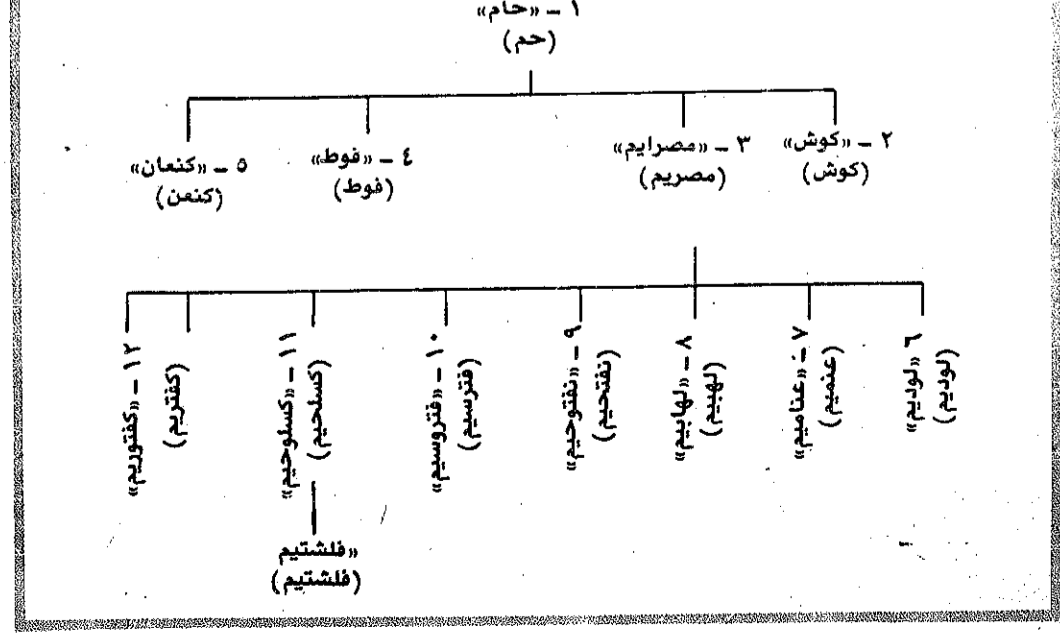 ١ – «حام»
(حم)
٢ – «كوش»
(كوش)
٣ – «مصرايم»
(مصريم)
٤ – «فوط»
(فوط)
٥ – «كنعان»
(كنعن)
٦ «لوديم»
(لوديم)
٧ – «عناميم»
(عنميم)
٨ – «لهابيم»
(لهبيم)
٩ – «نفتوحيم»
(نفتحيم)
١٠ – «فتروسيم»
(فترسيم)
١١ – «كسلوحيم»
(كسلحيم)
«فلشتيم
(فلشتيم)
١٢ – «كفتوريم»
(كفتريم)